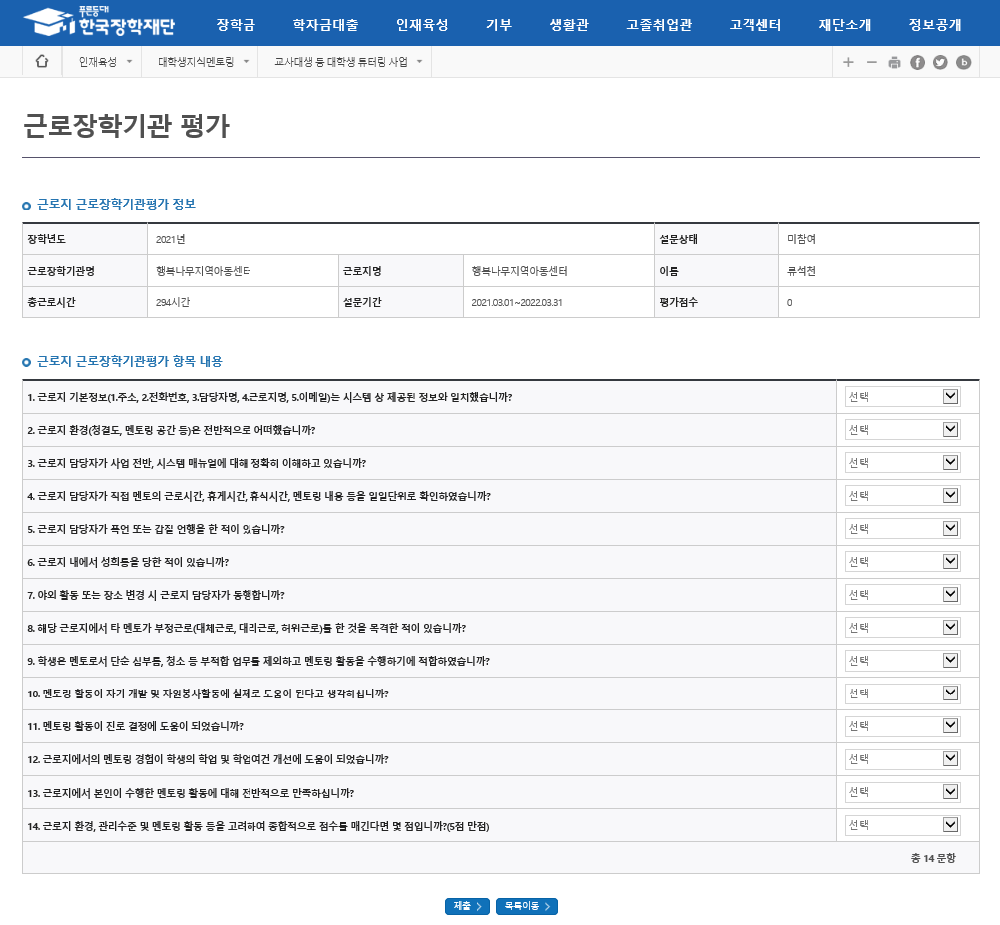 푸른등대
한국장학재단
장학금 학자금대출 인재육성 기부 생활관 고졸취업관 고객센터 재단소개 정보공개
인재육성 대학생지식멘토링 교사대생 등 대학생 튜터링 사업
근로장학기관 평가
근로지 근로장학기관평가 정보
장학년도 2021년 설문상태 미참여
근로장학기관명 행복나무지역아동센터 근로지명 행복나무지역아동센터 이름 류석천
총근로시간 294시간 설문기간 2021.03.01~2022.03.31 평가점수 0
근로지 근로장학기관평가 항목 내용
1. 근로지 기본정보(1.주소, 2.전화번호, 3.담당자명, 4.근로지명, 5.이메일)는 시스템 상 제공된 정보와 일치했습니까? 선택
2. 근로지 환경(청결도, 멘토링 공간 등)은 전반적으로 어떠했습니까? 선택
3. 근로지 담당자가 사업 전반, 시스템 매뉴얼에 대해 정확히 이해하고 있습니까? 선택
4. 근로지 담당자가 직접 멘토의 근로시간, 휴게시간, 휴식시간, 멘토링 내용 등을 일일단위로 확인하였습니까? 선택
5. 근로지 담당자가 폭언 또는 갑질 언행을 한 적이 있습니까? 선택
6. 근로지 내에서 성희롱을 당한 적이 있습니까? 선택
7. 야외 활동 또는 장소 변경 시 근로지 담당자가 동행합니까? 선택
8. 해당 근로지에서 타 멘토가 부정근로(대체근로, 대리근로, 허위근로)를 한 것을 목격한 적이 있습니까? 선택
9. 학생은 멘토로서 단순 심부름, 청소 등 부적합 업무를 제외하고 멘토링 활동을 수행하기에 적합하였습니까? 선택
10. 멘토링 활동이 자기 개발 및 자원봉사활동에 실제로 도움이 된다고 생각하십니까? 선택
11. 멘토링 활동이 진로 결정에 도움이 되었습니까? 선택
12. 근로지에서의 멘토링 경험이 학생의 학업 및 학업여건 개선에 도움이 되었습니까? 선택
13. 근로지에서 본인이 수행한 멘토링 활동에 대해 전반적으로 만족하십니까? 선택
14. 근로지 환경, 관리수준 및 멘토링 활동 등을 고려하여 종합적으로 점수를 매긴다면 몇 점입니까?(5점 만점) 선택
총 14 문항
제출 목록이동